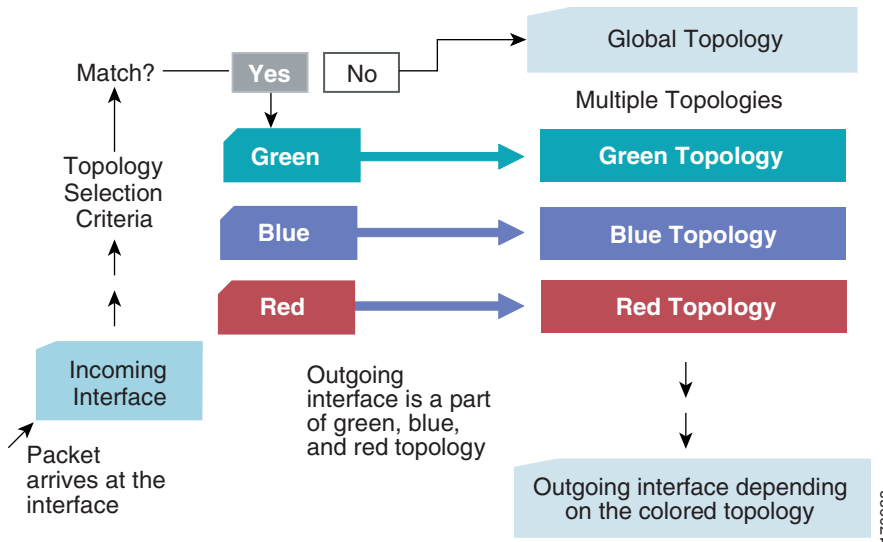 Global Topology
Match?
Yes
No
Multiple Topologies
Green
Green Topology
Topology
Selection
Criteria
Blue
Blue Topology
Red
Red Topology
Incoming
Interface
Outgoing
interface is a part
of green, blue,
and red topology
Packet
arrives at the
interface
Outgoing interface depending
on the colored topology